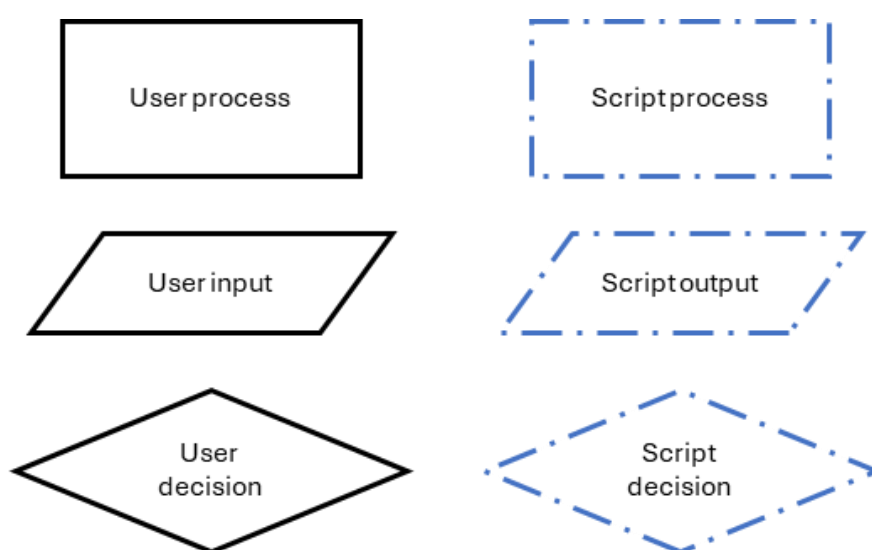 User process
Script process
User input
Script output
User
decision
Script
decision